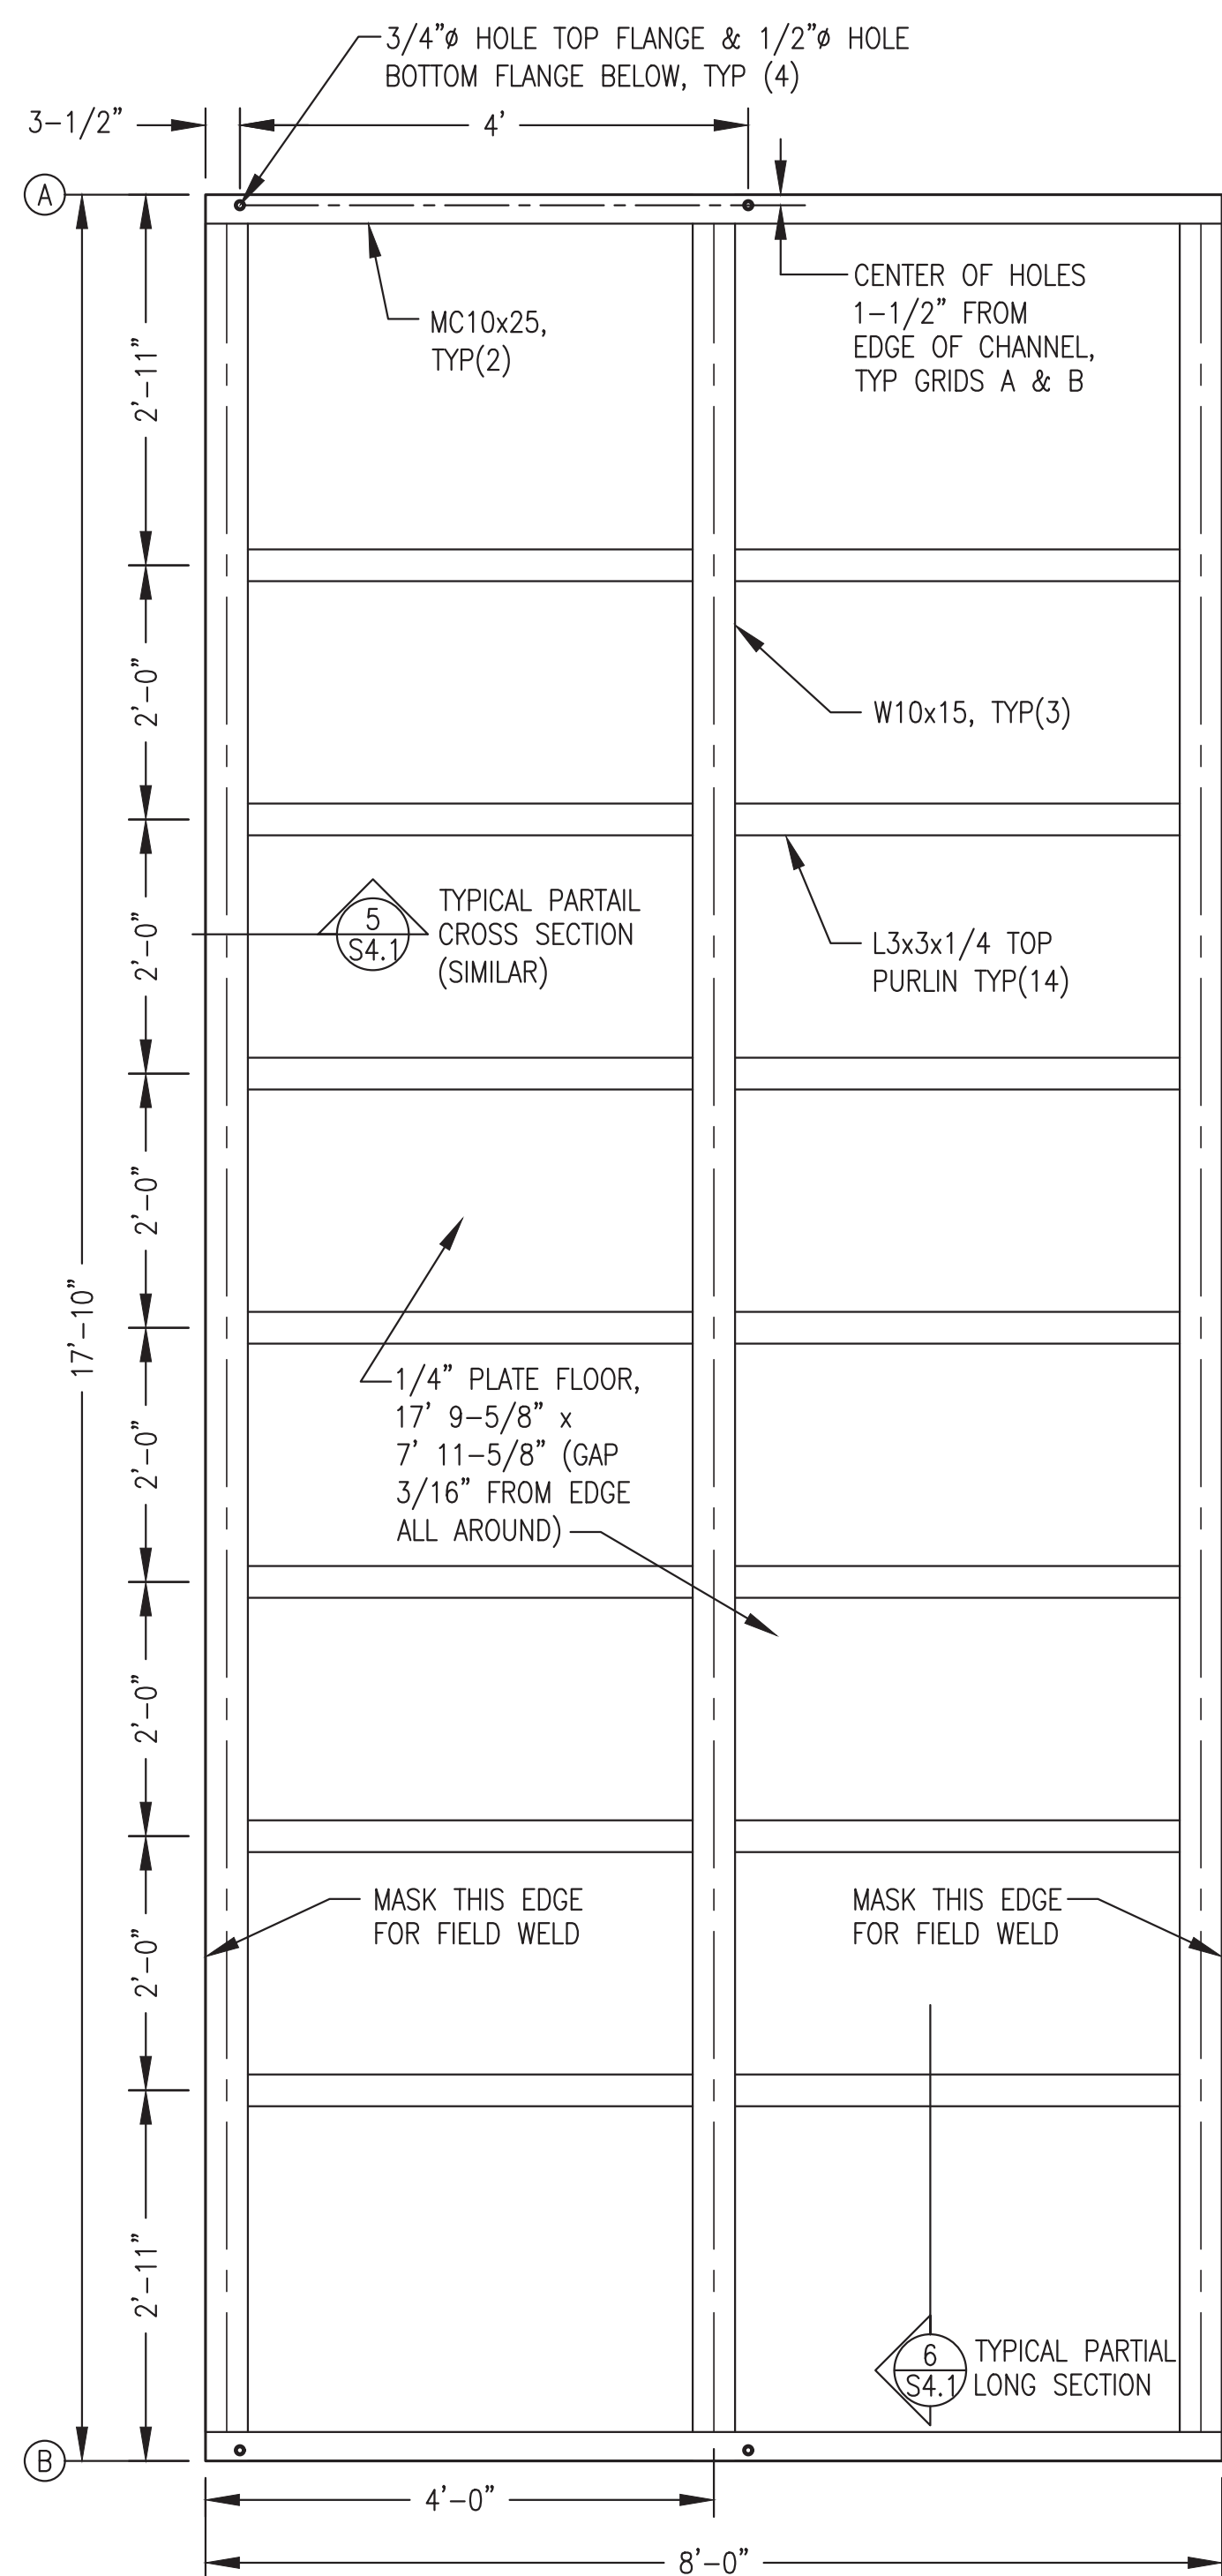 3/4"ø HOLE TOP FLANGE & 1/2"ø HOLE
BOTTOM FLANGE BELOW, TYP (4)
3-1/2"
4'
A
CENTER OF HOLES
1-1/2" FROM
EDGE OF CHANNEL,
TYP GRIDS A & B
MC10x25,
TYP(2)
2'-11"
2'-0"
W10x15, TYP(3)
2'-0"
5
S4.1
TYPICAL PARTAIL
CROSS SECTION
(SIMILAR)
L3x3x1/4 TOP
PURLIN TYP(14)
2'-0"
17'-10"
1/4" PLATE FLOOR,
17' 9-5/8" x
7' 11-5/8" (GAP
3/16" FROM EDGE
ALL AROUND)
2'-0"
2'-0"
MASK THIS EDGE
FOR FIELD WELD
MASK THIS EDGE
FOR FIELD WELD
2'-0"
2'-11"
6
S4.1
TYPICAL PARTIAL
LONG SECTION
B
4'-0"
8'-0"